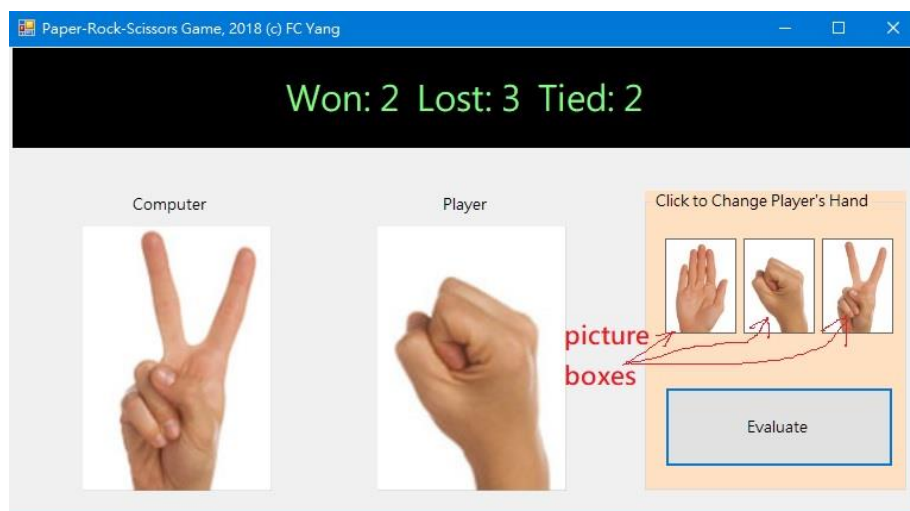 Paper-Rock-Scissors Game, 2018 (c) FC Yang
Won: 2 Lost: 3 Tied: 2
Computer
Player
Click to Change Player's Hand
picture
boxes
Evaluate